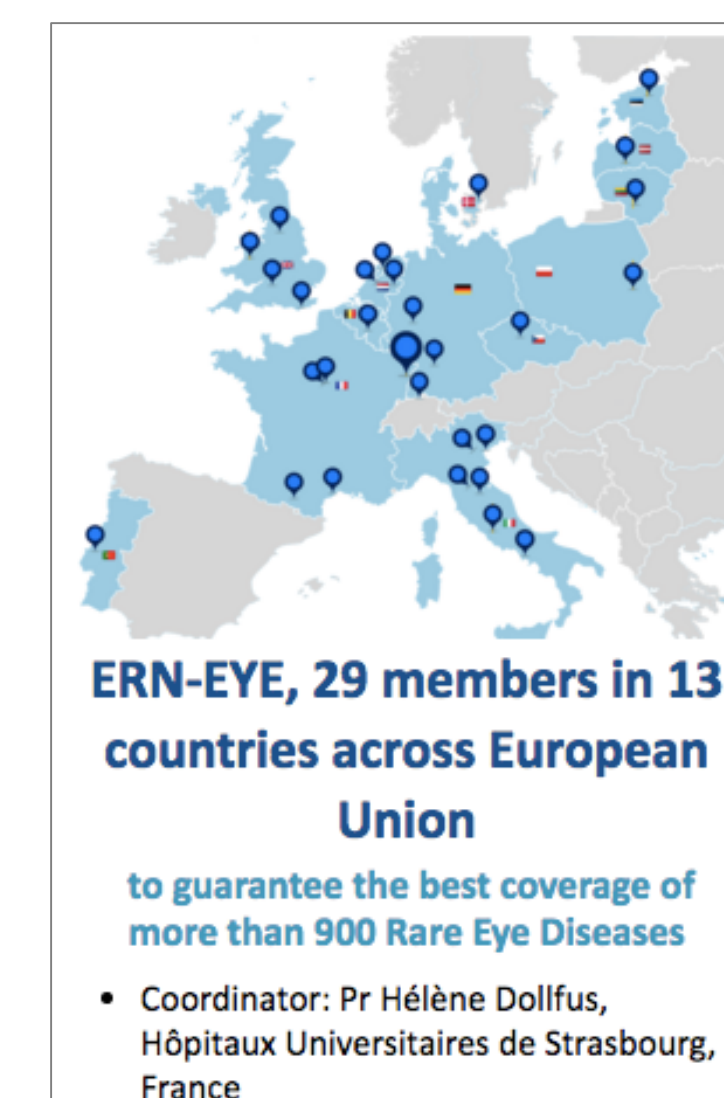 ERN-EYE, 29 members in 13
countries across European
Union
to guarantee the best coverage of
more than 900 Rare Eye Diseases
• Coordinator: Pr Hélène Dollfus,
Hôpitaux Universitaires de Strasbourg,
France